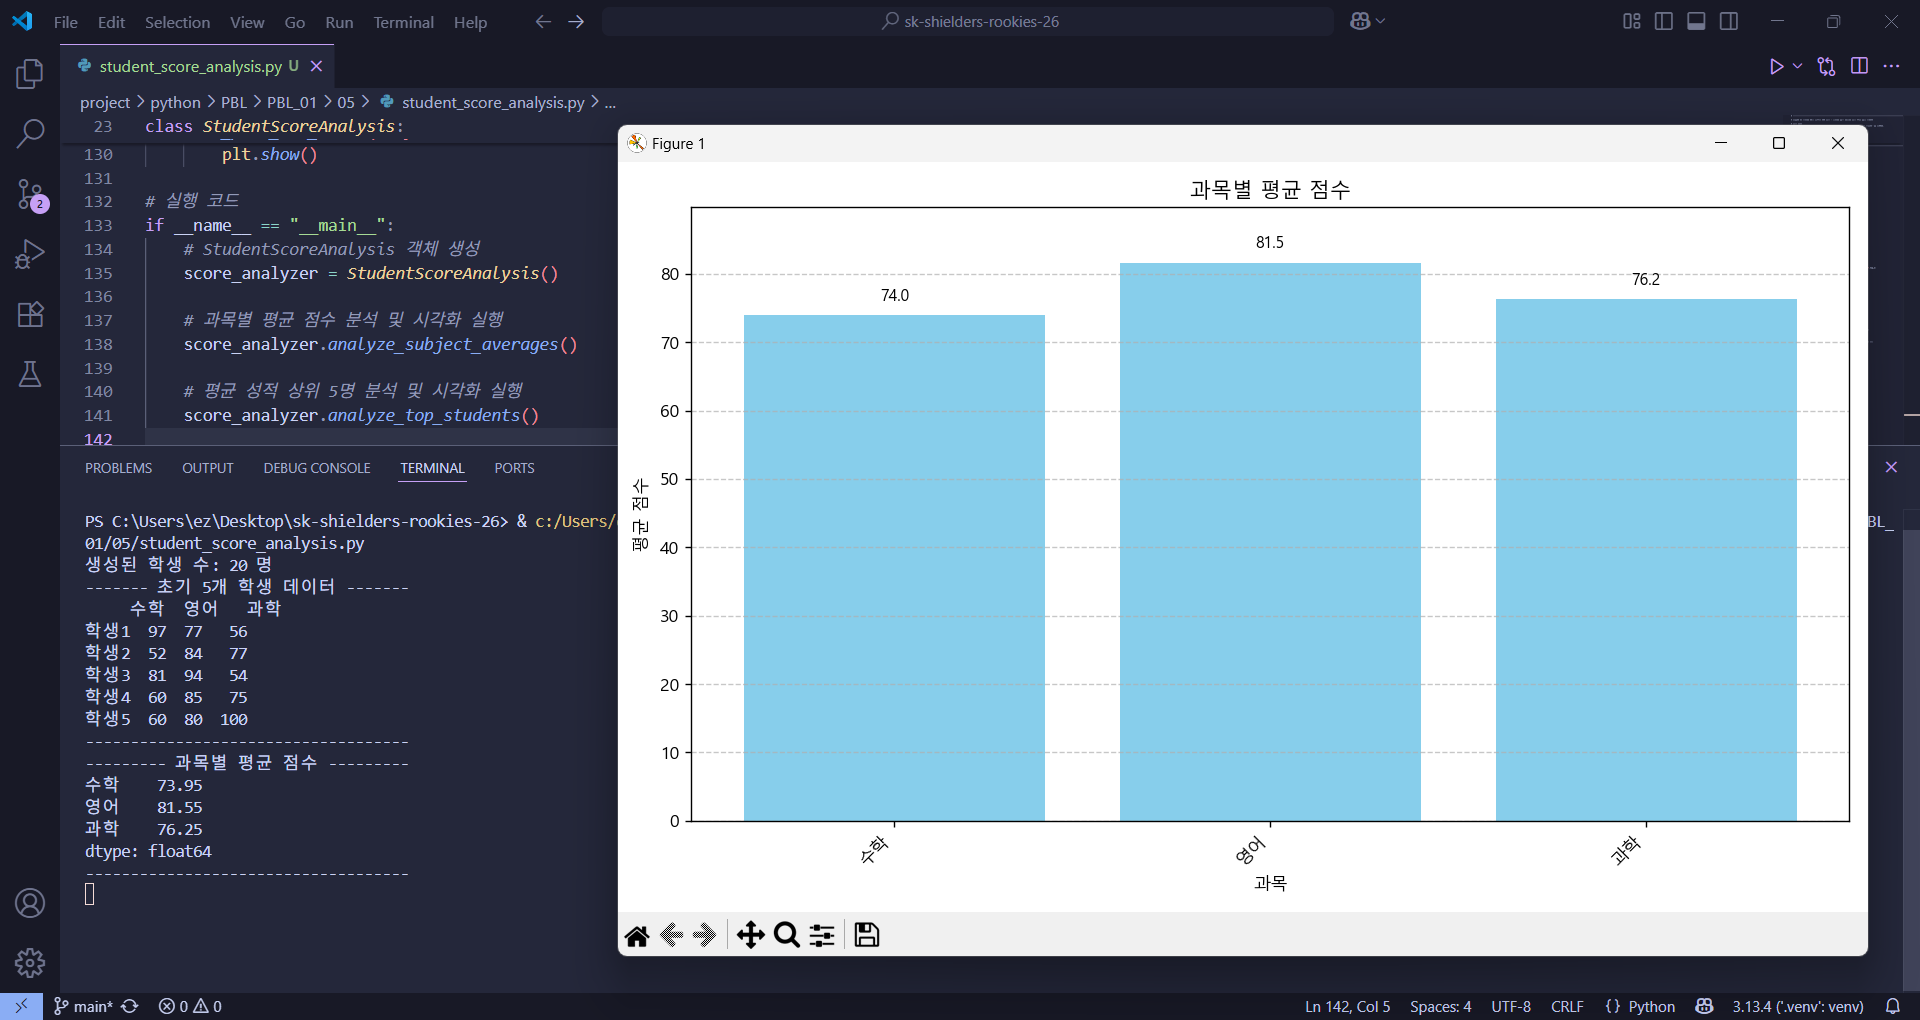 File Edit Selection View Go Run Terminal Help
sk-shielders-rookies-26
student_score_analysis.py U
project > python > PBL > PBL_01 > 05 > student_score_analysis.py > ...
23 class StudentScoreAnalysis:
130 plt.show()
131
132 # 실행 코드
133 if __name__ == "__main__":
134 # StudentScoreAnalysis 객체 생성
135 score_analyzer = StudentScoreAnalysis()
136
137 # 과목별 평균 점수 분석 및 시각화 실행
138 score_analyzer.analyze_subject_averages()
139
140 # 평균 성적 상위 5명 분석 및 시각화 실행
141 score_analyzer.analyze_top_students()
142
PROBLEMS OUTPUT DEBUG CONSOLE TERMINAL PORTS
PS C:\Users\ez\Desktop\sk-shielders-rookies-26> & c:/Users/
BL_
01/05/student_score_analysis.py
생성된 학생 수: 20 명
------- 초기 5개 학생 데이터 -------
수학 영어 과학
학생1 97 77 56
학생2 52 84 77
학생3 81 94 54
학생4 60 85 75
학생5 60 80 100
------------------------------------
--------- 과목별 평균 점수 ---------
수학 73.95
영어 81.55
과학 76.25
dtype: float64
------------------------------------
Figure 1
과목별 평균 점수
평균 점수
80
70
60
50
40
30
20
10
0
74.0
81.5
76.2
수학
영어
과학
과목
2
main* 0 0
Ln 142, Col 5 Spaces: 4 UTF-8 CRLF {} Python 3.13.4 ('.venv': venv)